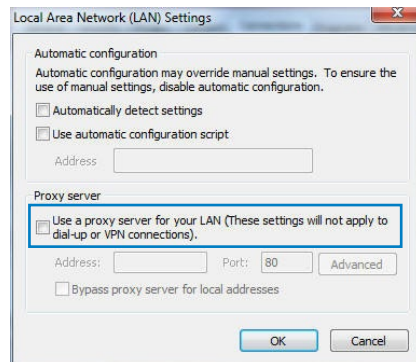 Local Area Network (LAN) Settings
Automatic configuration
Automatic configuration may override manual settings. To ensure the
use of manual settings, disable automatic configuration.
Automatically detect settings
Use automatic configuration script
Address
Proxy server
Use a proxy server for your LAN (These settings will not apply to
dial-up or VPN connections).
Address:
Port: 80
Advanced
Bypass proxy server for local addresses
OK
Cancel